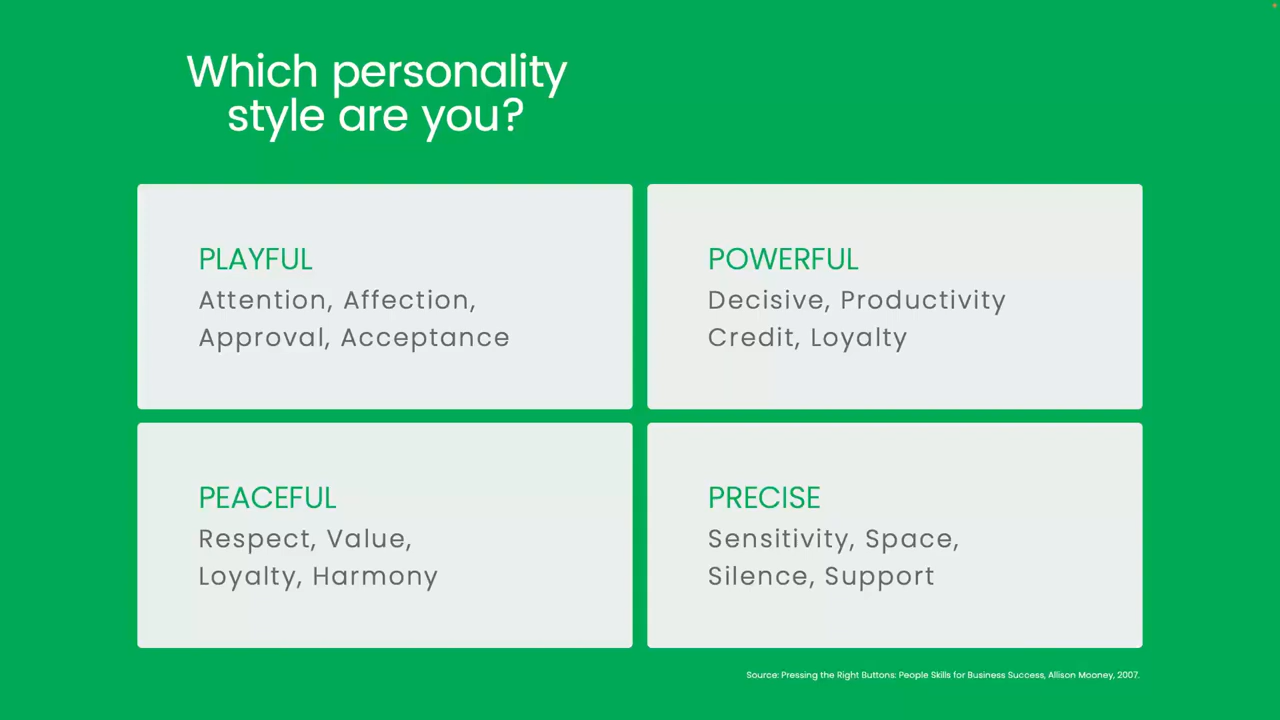 Which personality
style are you?
PLAYFUL
Attention, Affection,
Approval, Acceptance
POWERFUL
Decisive, Productivity
Credit, Loyalty
PEACEFUL
Respect, Value,
Loyalty, Harmony
PRECISE
Sensitivity, Space,
Silence, Support
Source: Pressing the Right Buttons: People Skills for Business Success, Allison Mooney, 2007.